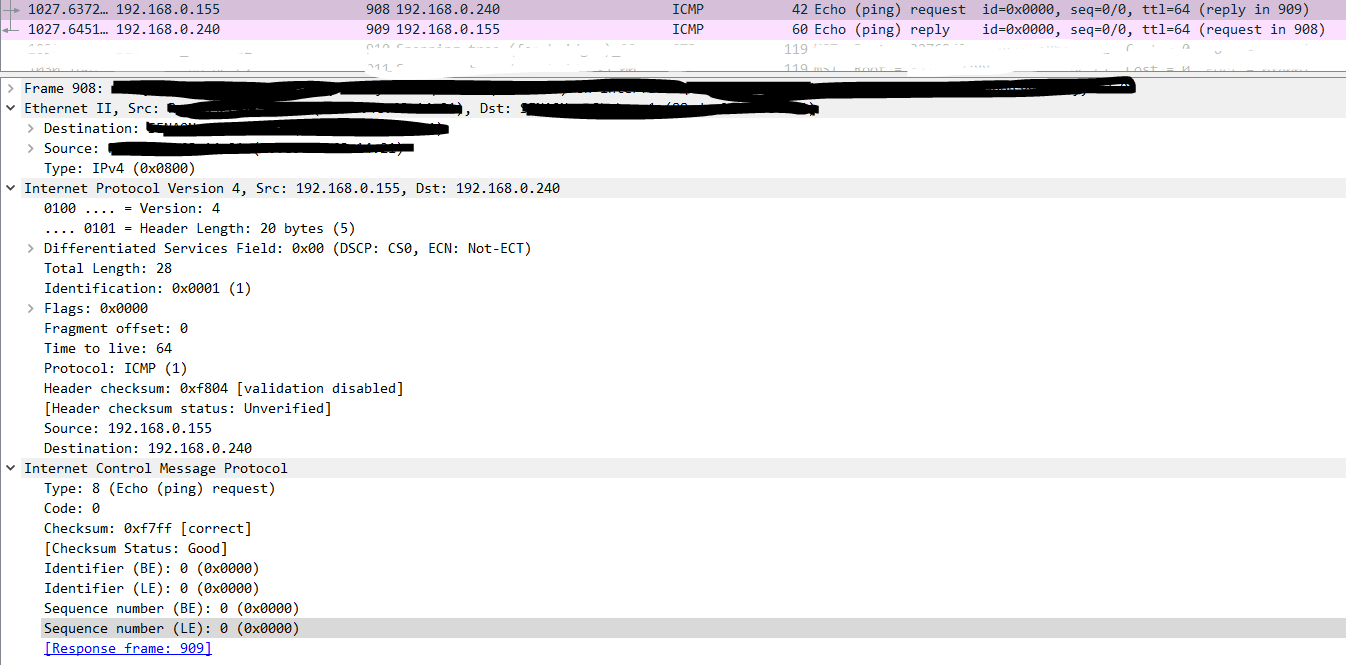 1027.6372… 192.168.0.155 908 192.168.0.240 ICMP 42 Echo (ping) request id=0x0000, seq=0/0, ttl=64 (reply in 909)
1027.6451… 192.168.0.240 909 192.168.0.155 ICMP 60 Echo (ping) reply id=0x0000, seq=0/0, ttl=64 (request in 908)
119
Frame 908:
Ethernet II, Src: , Dst:
Destination:
Source:
Type: IPv4 (0x0800)
Internet Protocol Version 4, Src: 192.168.0.155, Dst: 192.168.0.240
0100 .... = Version: 4
.... 0101 = Header Length: 20 bytes (5)
Differentiated Services Field: 0x00 (DSCP: CS0, ECN: Not-ECT)
Total Length: 28
Identification: 0x0001 (1)
Flags: 0x0000
Fragment offset: 0
Time to live: 64
Protocol: ICMP (1)
Header checksum: 0xf804 [validation disabled]
[Header checksum status: Unverified]
Source: 192.168.0.155
Destination: 192.168.0.240
Internet Control Message Protocol
Type: 8 (Echo (ping) request)
Code: 0
Checksum: 0xf7ff [correct]
[Checksum Status: Good]
Identifier (BE): 0 (0x0000)
Identifier (LE): 0 (0x0000)
Sequence number (BE): 0 (0x0000)
Sequence number (LE): 0 (0x0000)
[Response frame: 909]